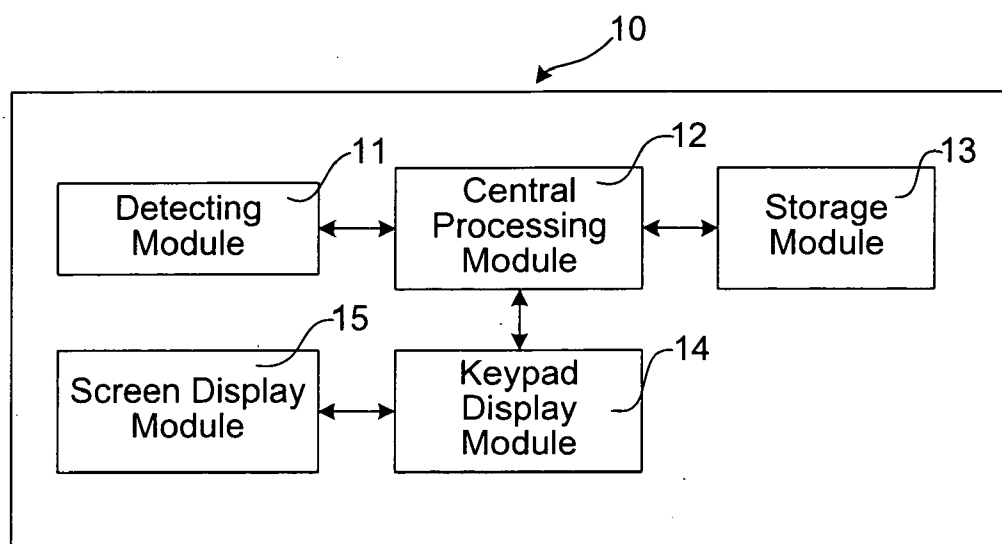 10
11
12
13
Detecting
Module
Central
Processing
Module
Storage
Module
15
14
Screen Display
Module
Keypad
Display
Module